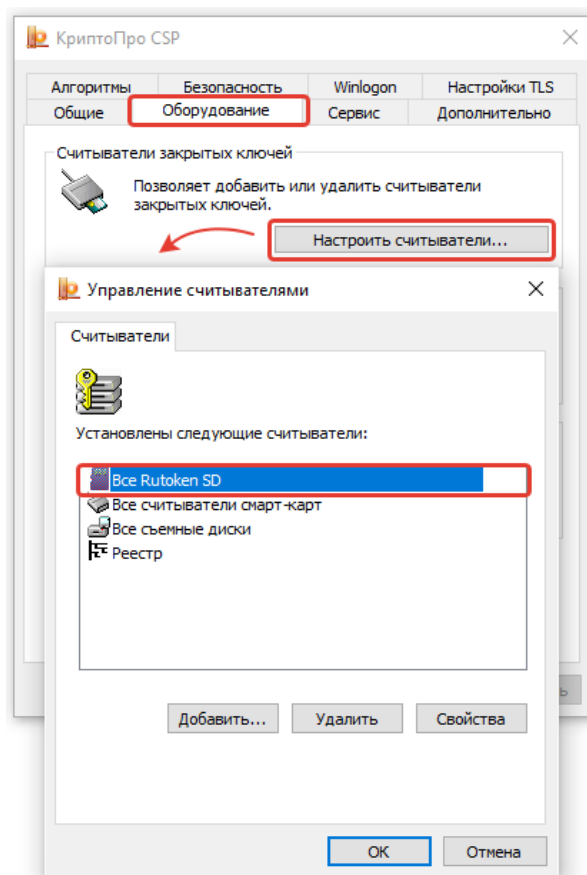 КриптоПро CSP
Алгоритмы Безопасность Winlogon Настройки TLS
Общие Оборудование Сервис Дополнительно
Считыватели закрытых ключей
Позволяет добавить или удалить считыватели
закрытых ключей.
Настроить считыватели...
Управление считывателями
Считыватели
Установлены следующие считыватели:
Все Rutoken SD
Все считыватели смарт-карт
Все съемные диски
Реестр
Добавить... Удалить Свойства
ОК Отмена